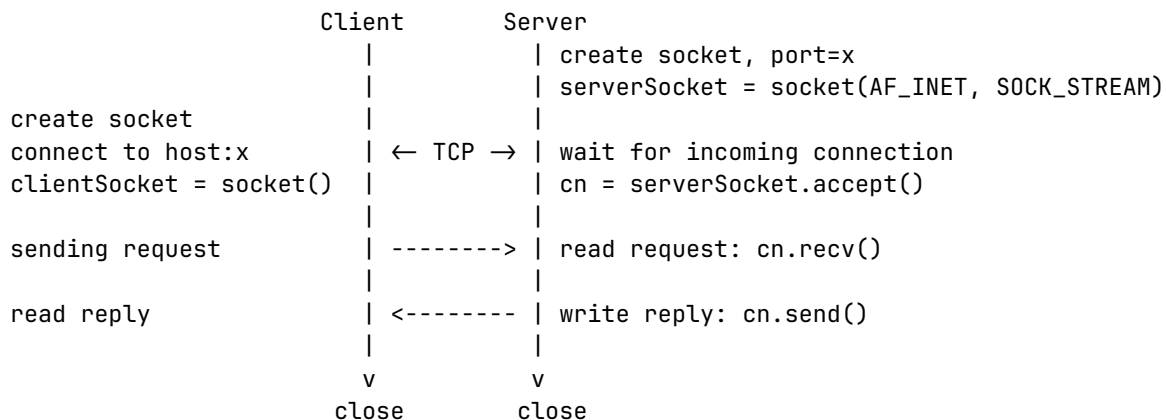 Client Server
| | create socket, port=x
| | serverSocket = socket(AF_INET, SOCK_STREAM)
create socket | |
connect to host:x | <- TCP -> | wait for incoming connection
clientSocket = socket() | | cn = serverSocket.accept()
| |
sending request | --------> | read request: cn.recv()
| |
read reply | <-------- | write reply: cn.send()
| |
v v
close close